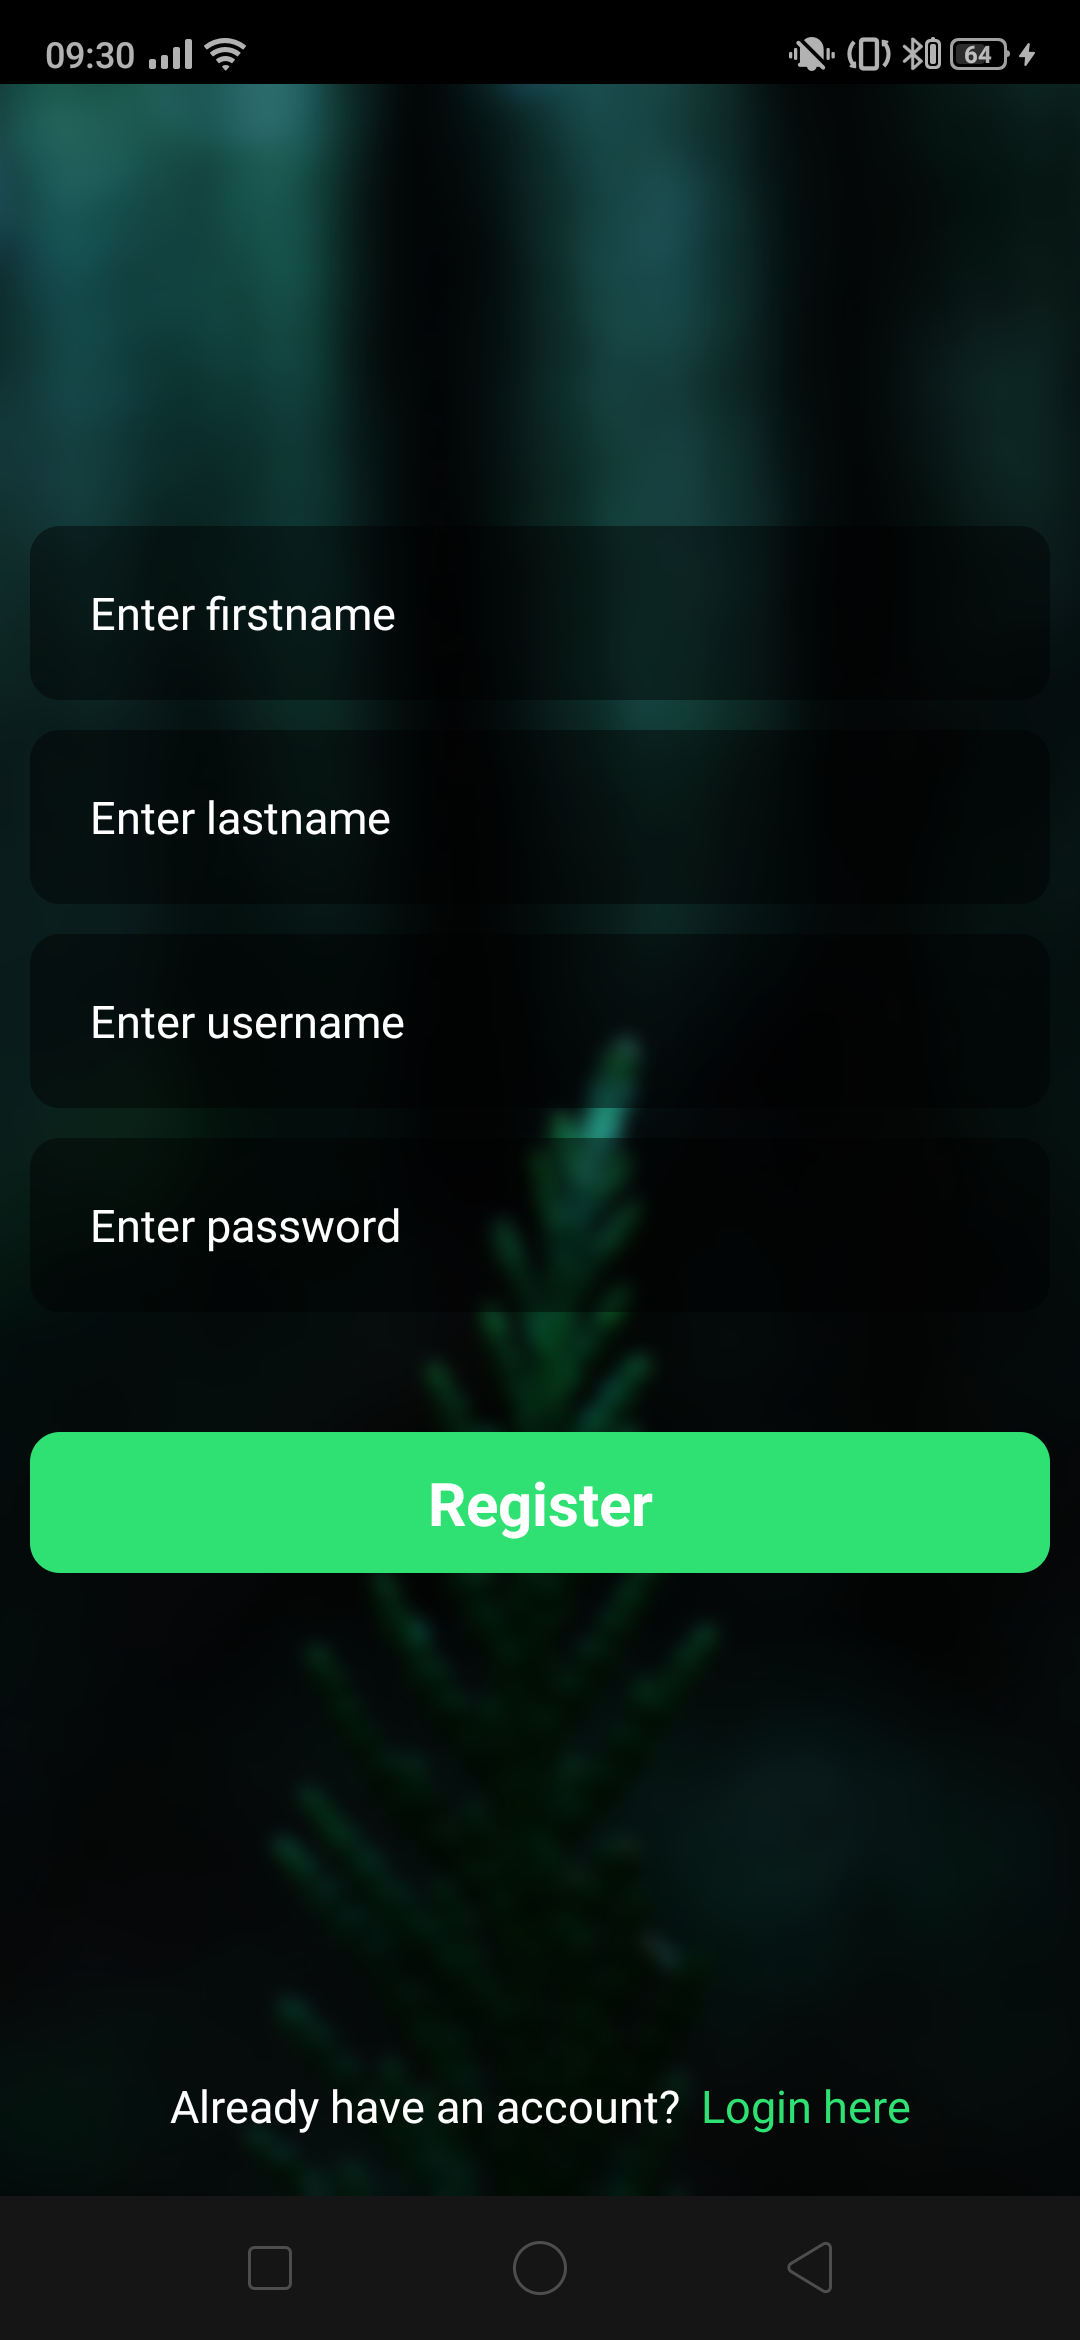 09:30 64
Enter firstname
Enter lastname
Enter username
Enter password
Register
Already have an account? Login here